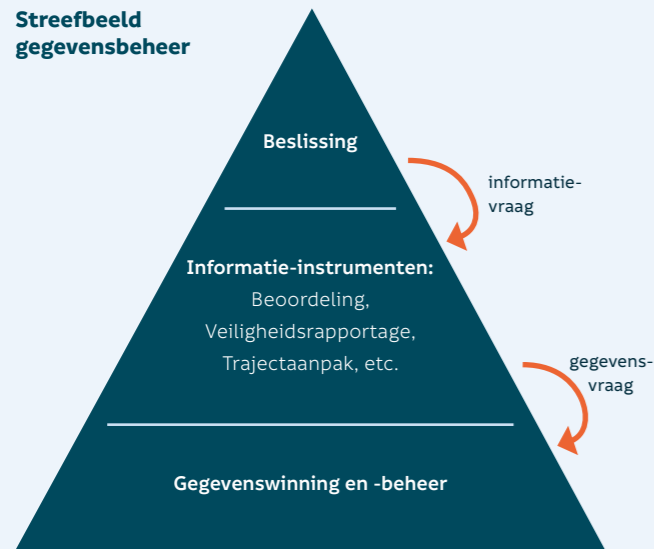 Streefbeeld
gegevensbeheer
Beslissing
informatie-
vraag
Informatie-instrumenten:
Beoordeling,
Veiligheidsrapportage,
Trajectaanpak, etc.
gegevens-
vraag
Gegevenswinning en -beheer